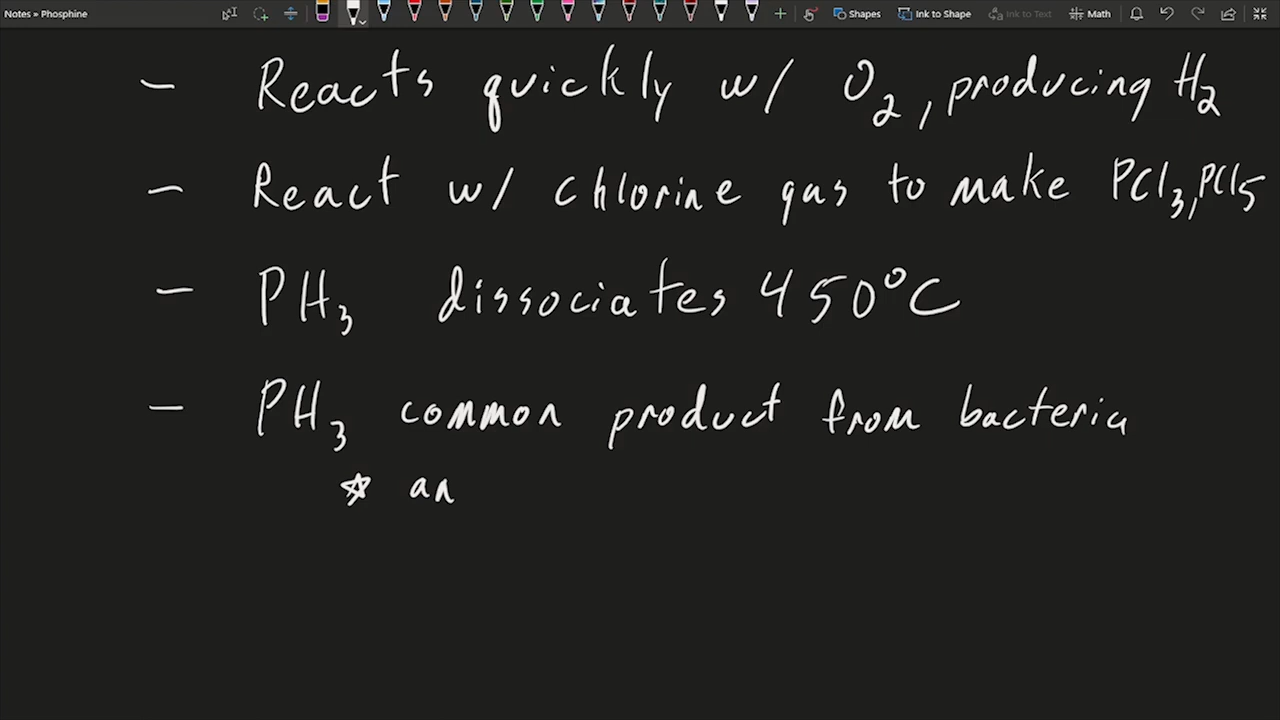 Notes » Phosphine
Shapes Ink to Shape Ink to Text Math
– Reacts quickly w/ O₂, producing H₂
– React w/ chlorine gas to make PCl₃, PCl₅
– PH₃ dissociates 450°C
– PH₃ common product from bacteria
☆ an